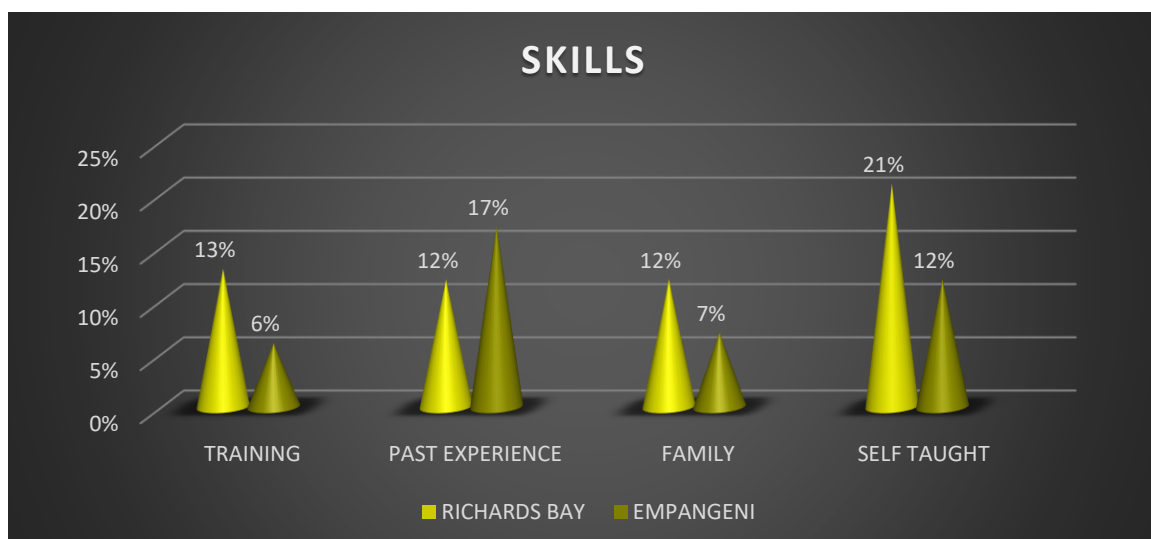 SKILLS
25%
20%
15%
10%
5%
0%
13%
6%
12%
17%
12%
7%
21%
12%
TRAINING
PAST EXPERIENCE
FAMILY
SELF TAUGHT
RICHARDS BAY
EMPANGENI